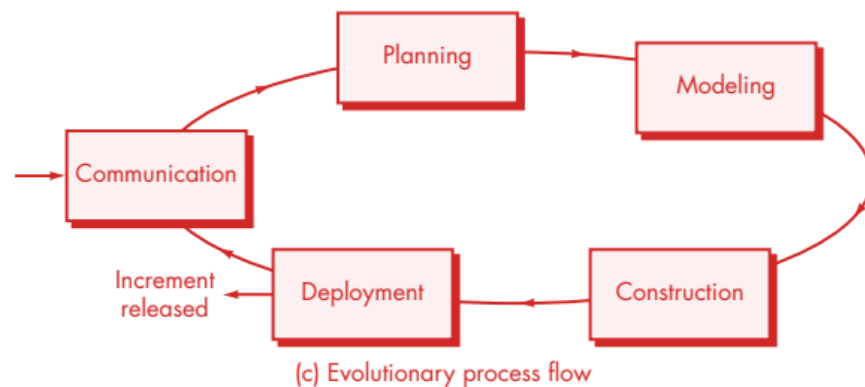 Planning
Modeling
Communication
Increment
released
Deployment
Construction
(c) Evolutionary process flow